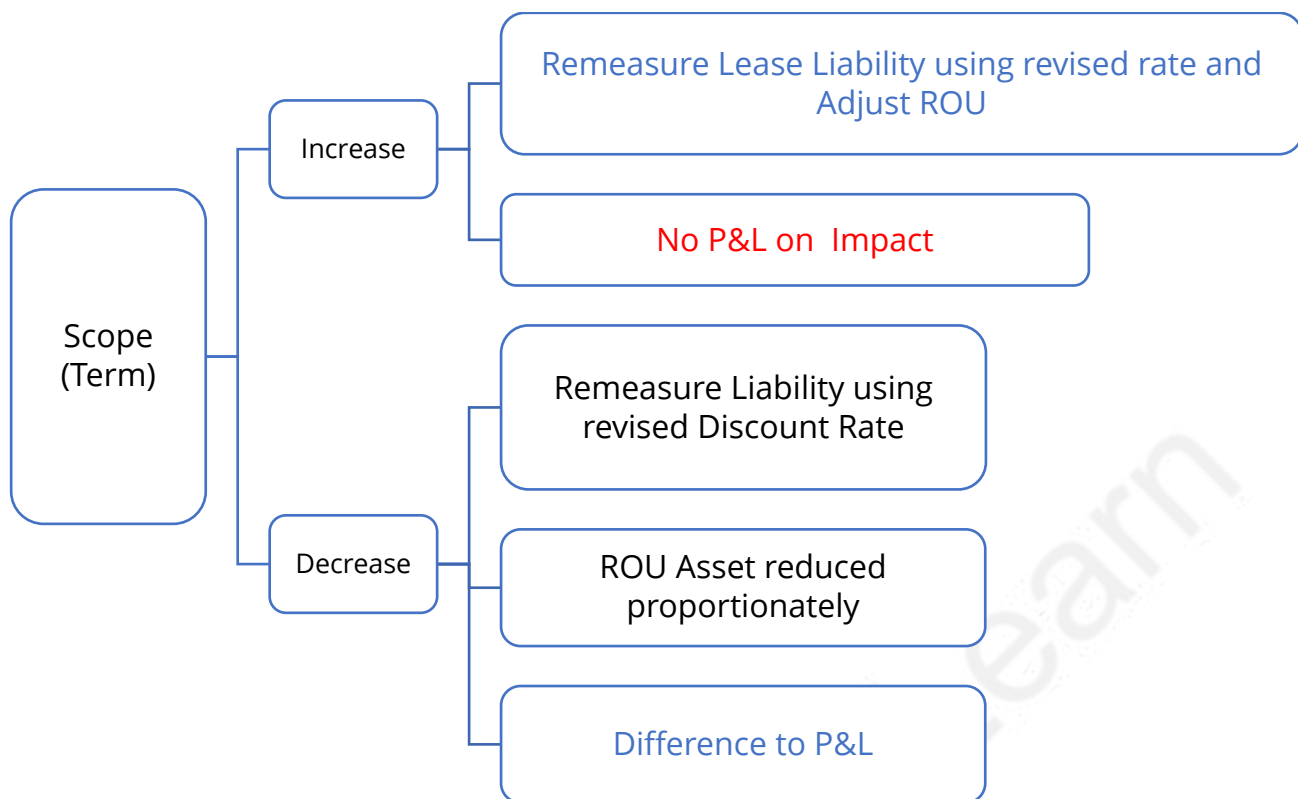 Remeasure Lease Liability using revised rate and
Adjust ROU
Increase
No P&L on  Impact
Scope
(Term)
Remeasure Liability using
revised Discount Rate
Decrease
ROU Asset reduced
proportionately
Difference to P&L